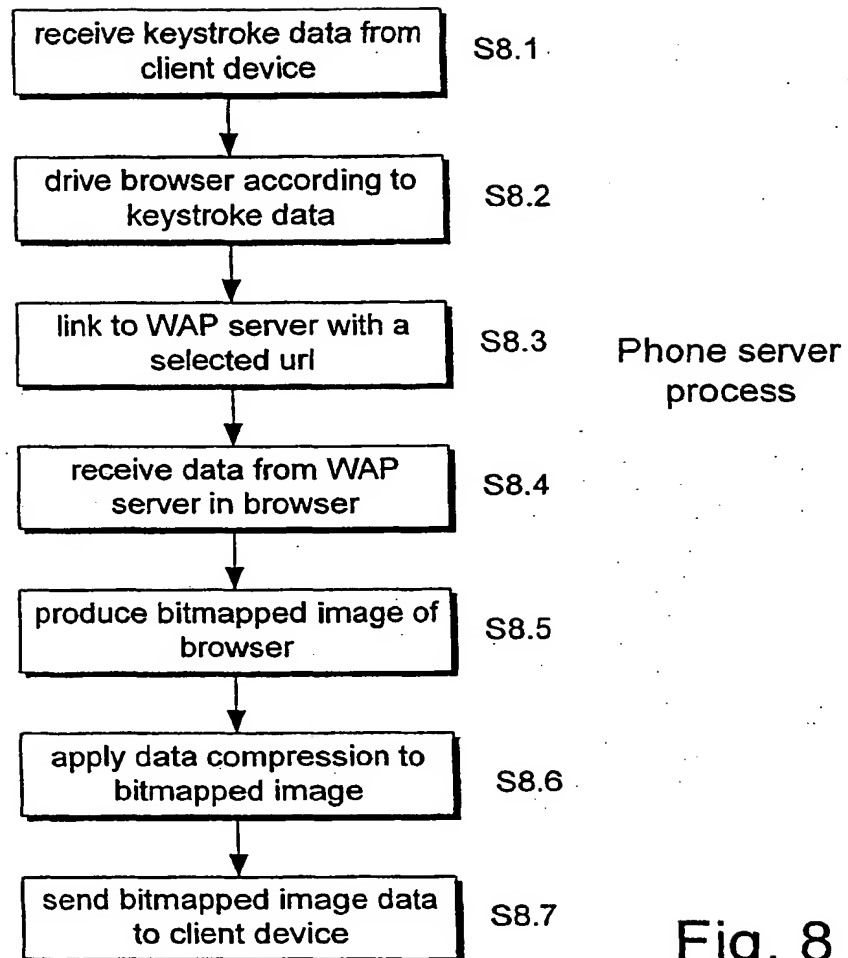 receive keystroke data from
client device
S8.1
drive browser according to
keystroke data
S8.2
link to WAP server with a
selected url
S8.3
Phone server
process
receive data from WAP
server in browser
S8.4
produce bitmapped image of
browser
S8.5
apply data compression to
bitmapped image
S8.6
send bitmapped image data
to client device
S8.7
Fig. 8